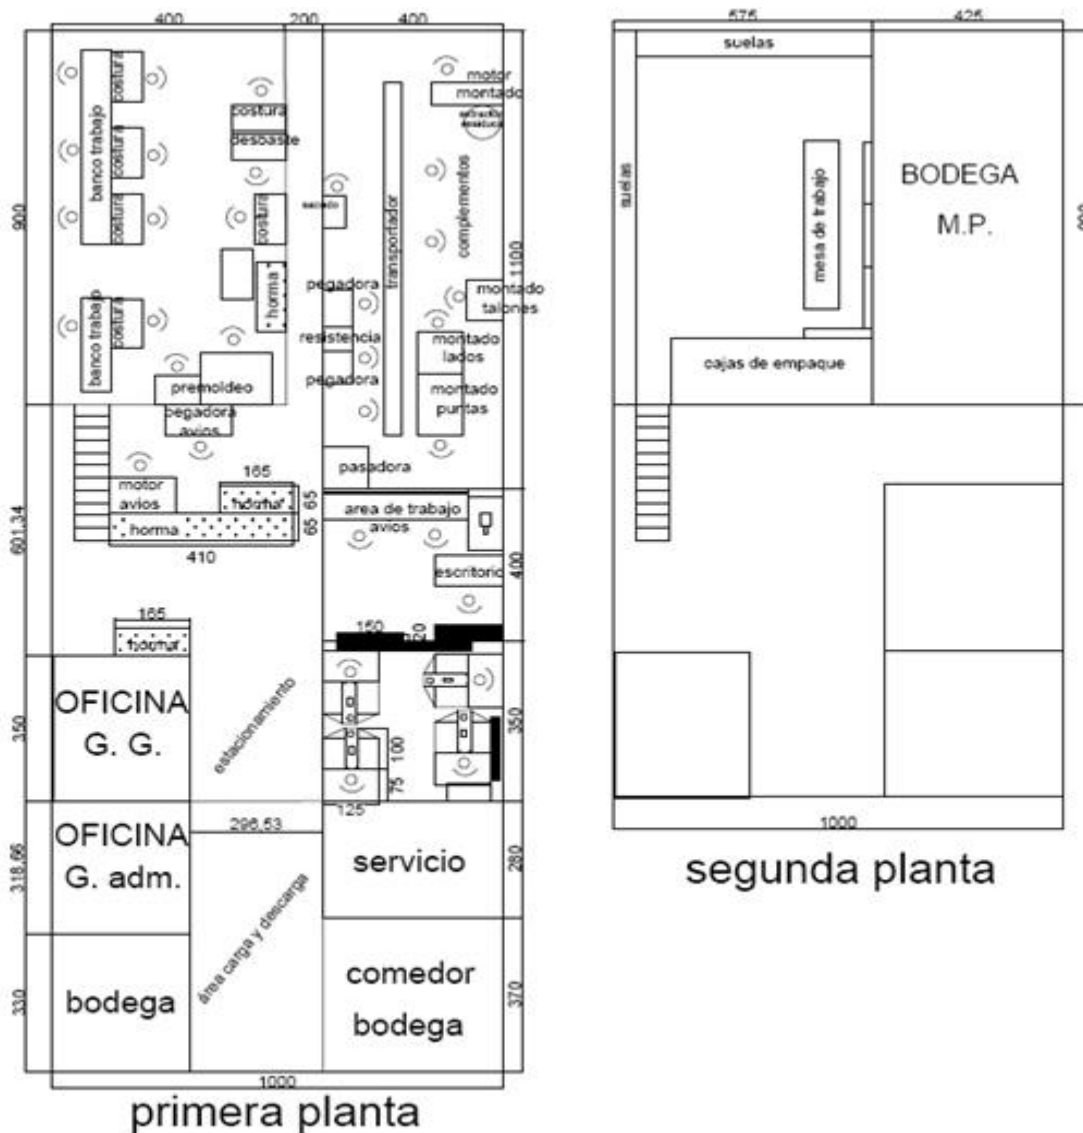 400
200
400
banco trabajo
costura
costura
costura
costura
desbaste
costura
horma
banco trabajo
costura
premoldeo
pegadora
avios
motor
avios
165
65
65
horma
410
165
motor
montado
complementos
transportador
pegadora
resistencia
pegadora
montado
talones
montado
lados
montado
puntas
pasadora
area de trabajo
avios
escritorio
150
120
900
601,34
350
318,66
330
1100
400
350
280
370
OFICINA
G. G.
estacionamiento
100
75
125
OFICINA
G. adm.
296,53
área carga y descarga
servicio
bodega
comedor
bodega
1000
primera planta
575
425
suelas
suelas
mesa de trabajo
BODEGA
M.P.
cajas de empaque
1000
segunda planta